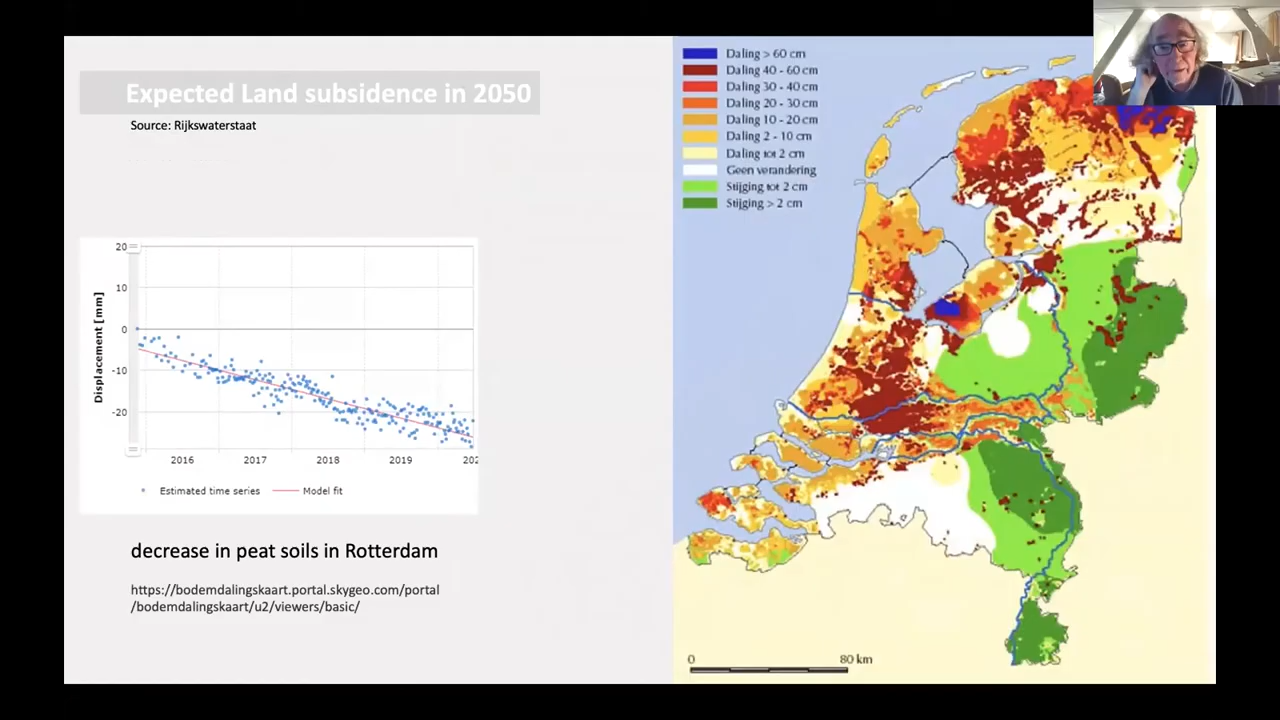 Expected Land subsidence in 2050
Source: Rijkswaterstaat
20
10
0
-10
-20
Displacement [mm]
2016
2017
2018
2019
202
Estimated time series
Model fit
decrease in peat soils in Rotterdam
https://bodemdalingskaart.portal.skygeo.com/portal
/bodemdalingskaart/u2/viewers/basic/
Daling > 60 cm
Daling 40 - 60 cm
Daling 30 - 40 cm
Daling 20 - 30 cm
Daling 10 - 20 cm
Daling 2 - 10 cm
Daling tot 2 cm
Geen verandering
Stijging tot 2 cm
Stijging > 2 cm
0
80 km